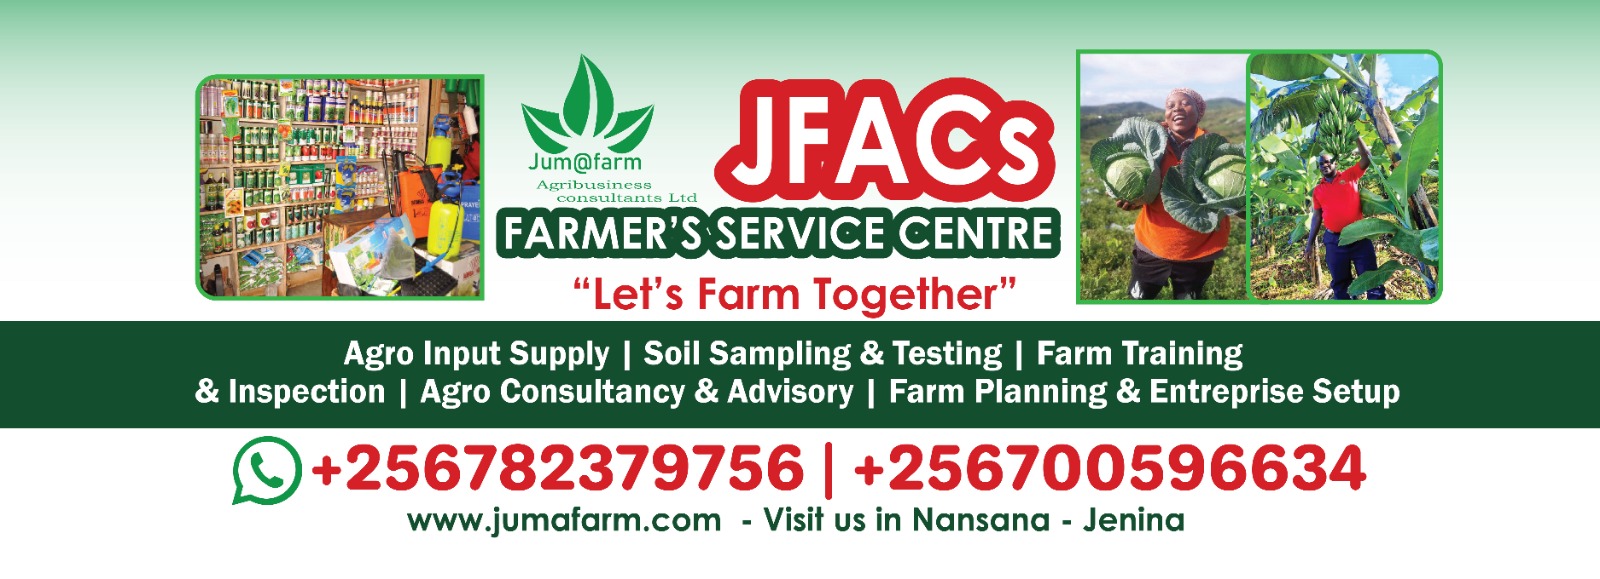 Jum@farm
Agribusiness
consultants Ltd
JFACs
FARMER'S SERVICE CENTRE
“Let’s Farm Together”
Agro Input Supply | Soil Sampling & Testing | Farm Training
& Inspection | Agro Consultancy & Advisory | Farm Planning & Entreprise Setup
+256782379756 | +256700596634
www.jumafarm.com - Visit us in Nansana - Jenina